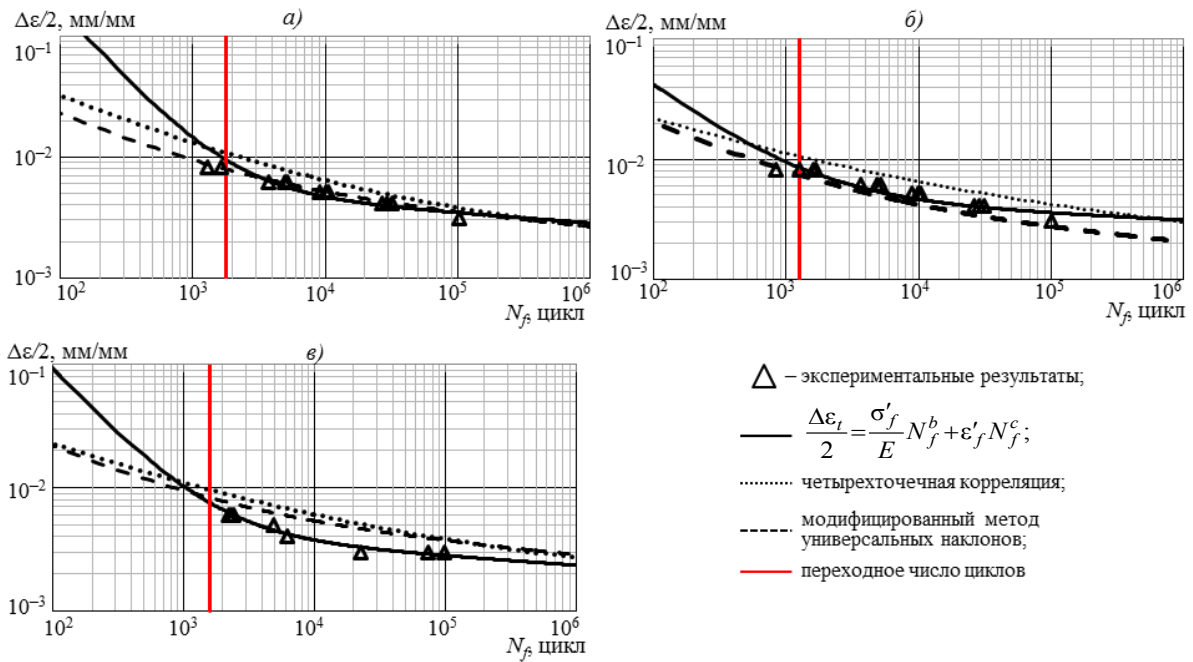 Δε/2, мм/мм
а)
10⁻¹
10⁻²
10⁻³
10² 10³ 10⁴ 10⁵ 10⁶
N_f, цикл
Δε/2, мм/мм
б)
10⁻¹
10⁻²
10⁻³
10² 10³ 10⁴ 10⁵ 10⁶
N_f, цикл
Δε/2, мм/мм
в)
10⁻¹
10⁻²
10⁻³
10² 10³ 10⁴ 10⁵ 10⁶
N_f, цикл
– экспериментальные результаты;
Δε_t/2 = σ′_f/E N_f^b + ε′_f N_f^c;
четырехточечная корреляция;
модифицированный метод
универсальных наклонов;
переходное число циклов